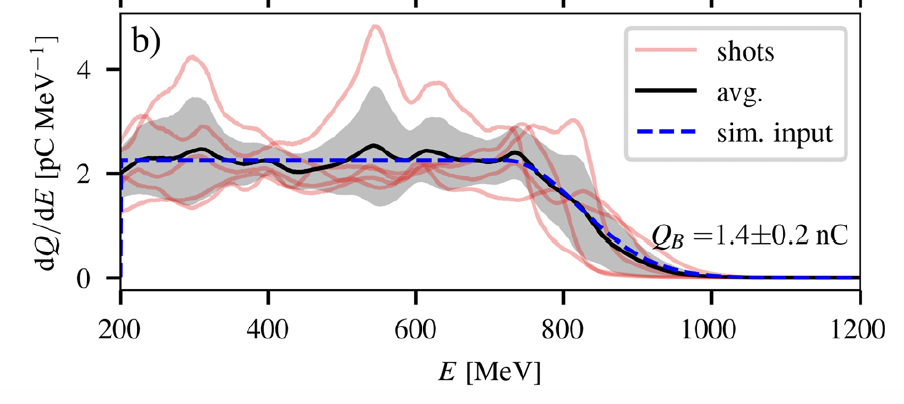 b)
dQ/dE [pC MeV⁻¹]
4
2
0
shots
avg.
sim. input
Q_B =1.4±0.2 nC
200 400 600 800 1000 1200
E [MeV]